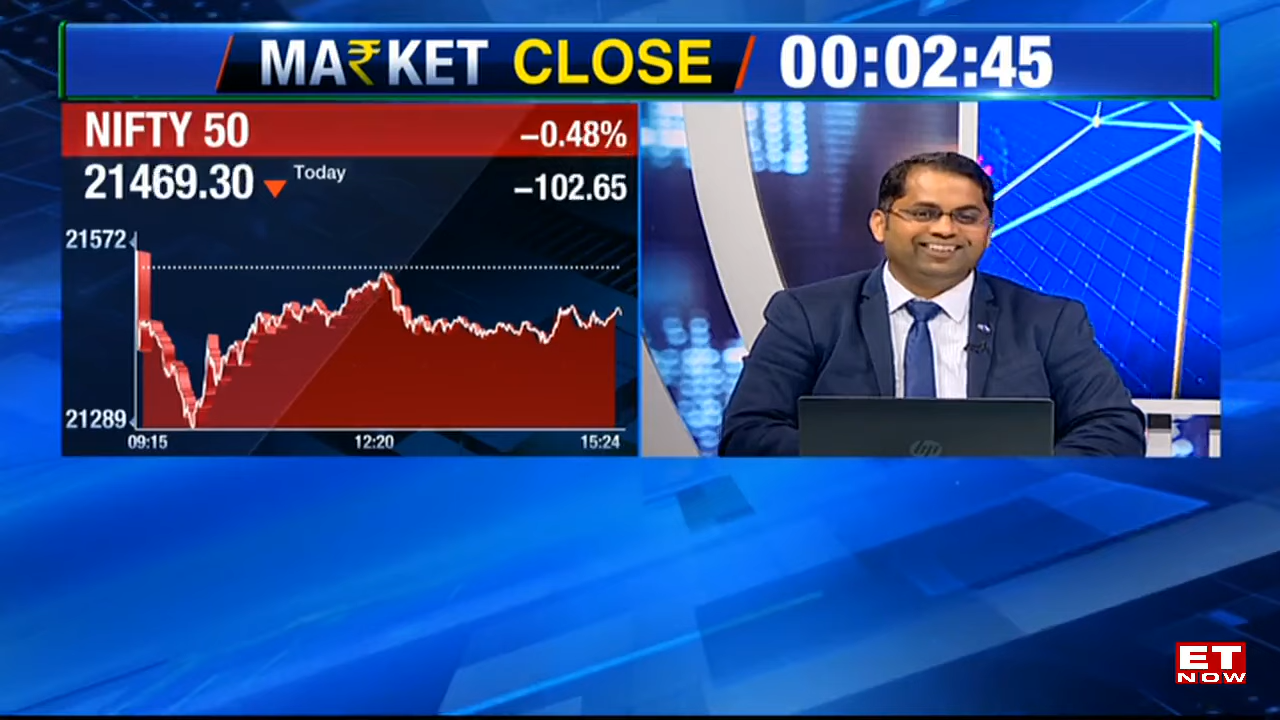 MA₹KET CLOSE 00:02:45
NIFTY 50 −0.48%
21469.30 Today −102.65
21572
21289
09:15 12:20 15:24
hp
ET
NOW